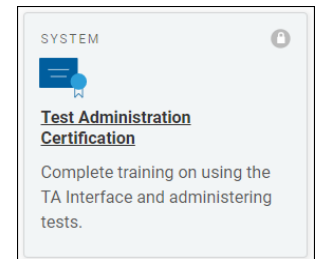 SYSTEM
Test Administration
Certification
Complete training on using the
TA Interface and administering
tests.